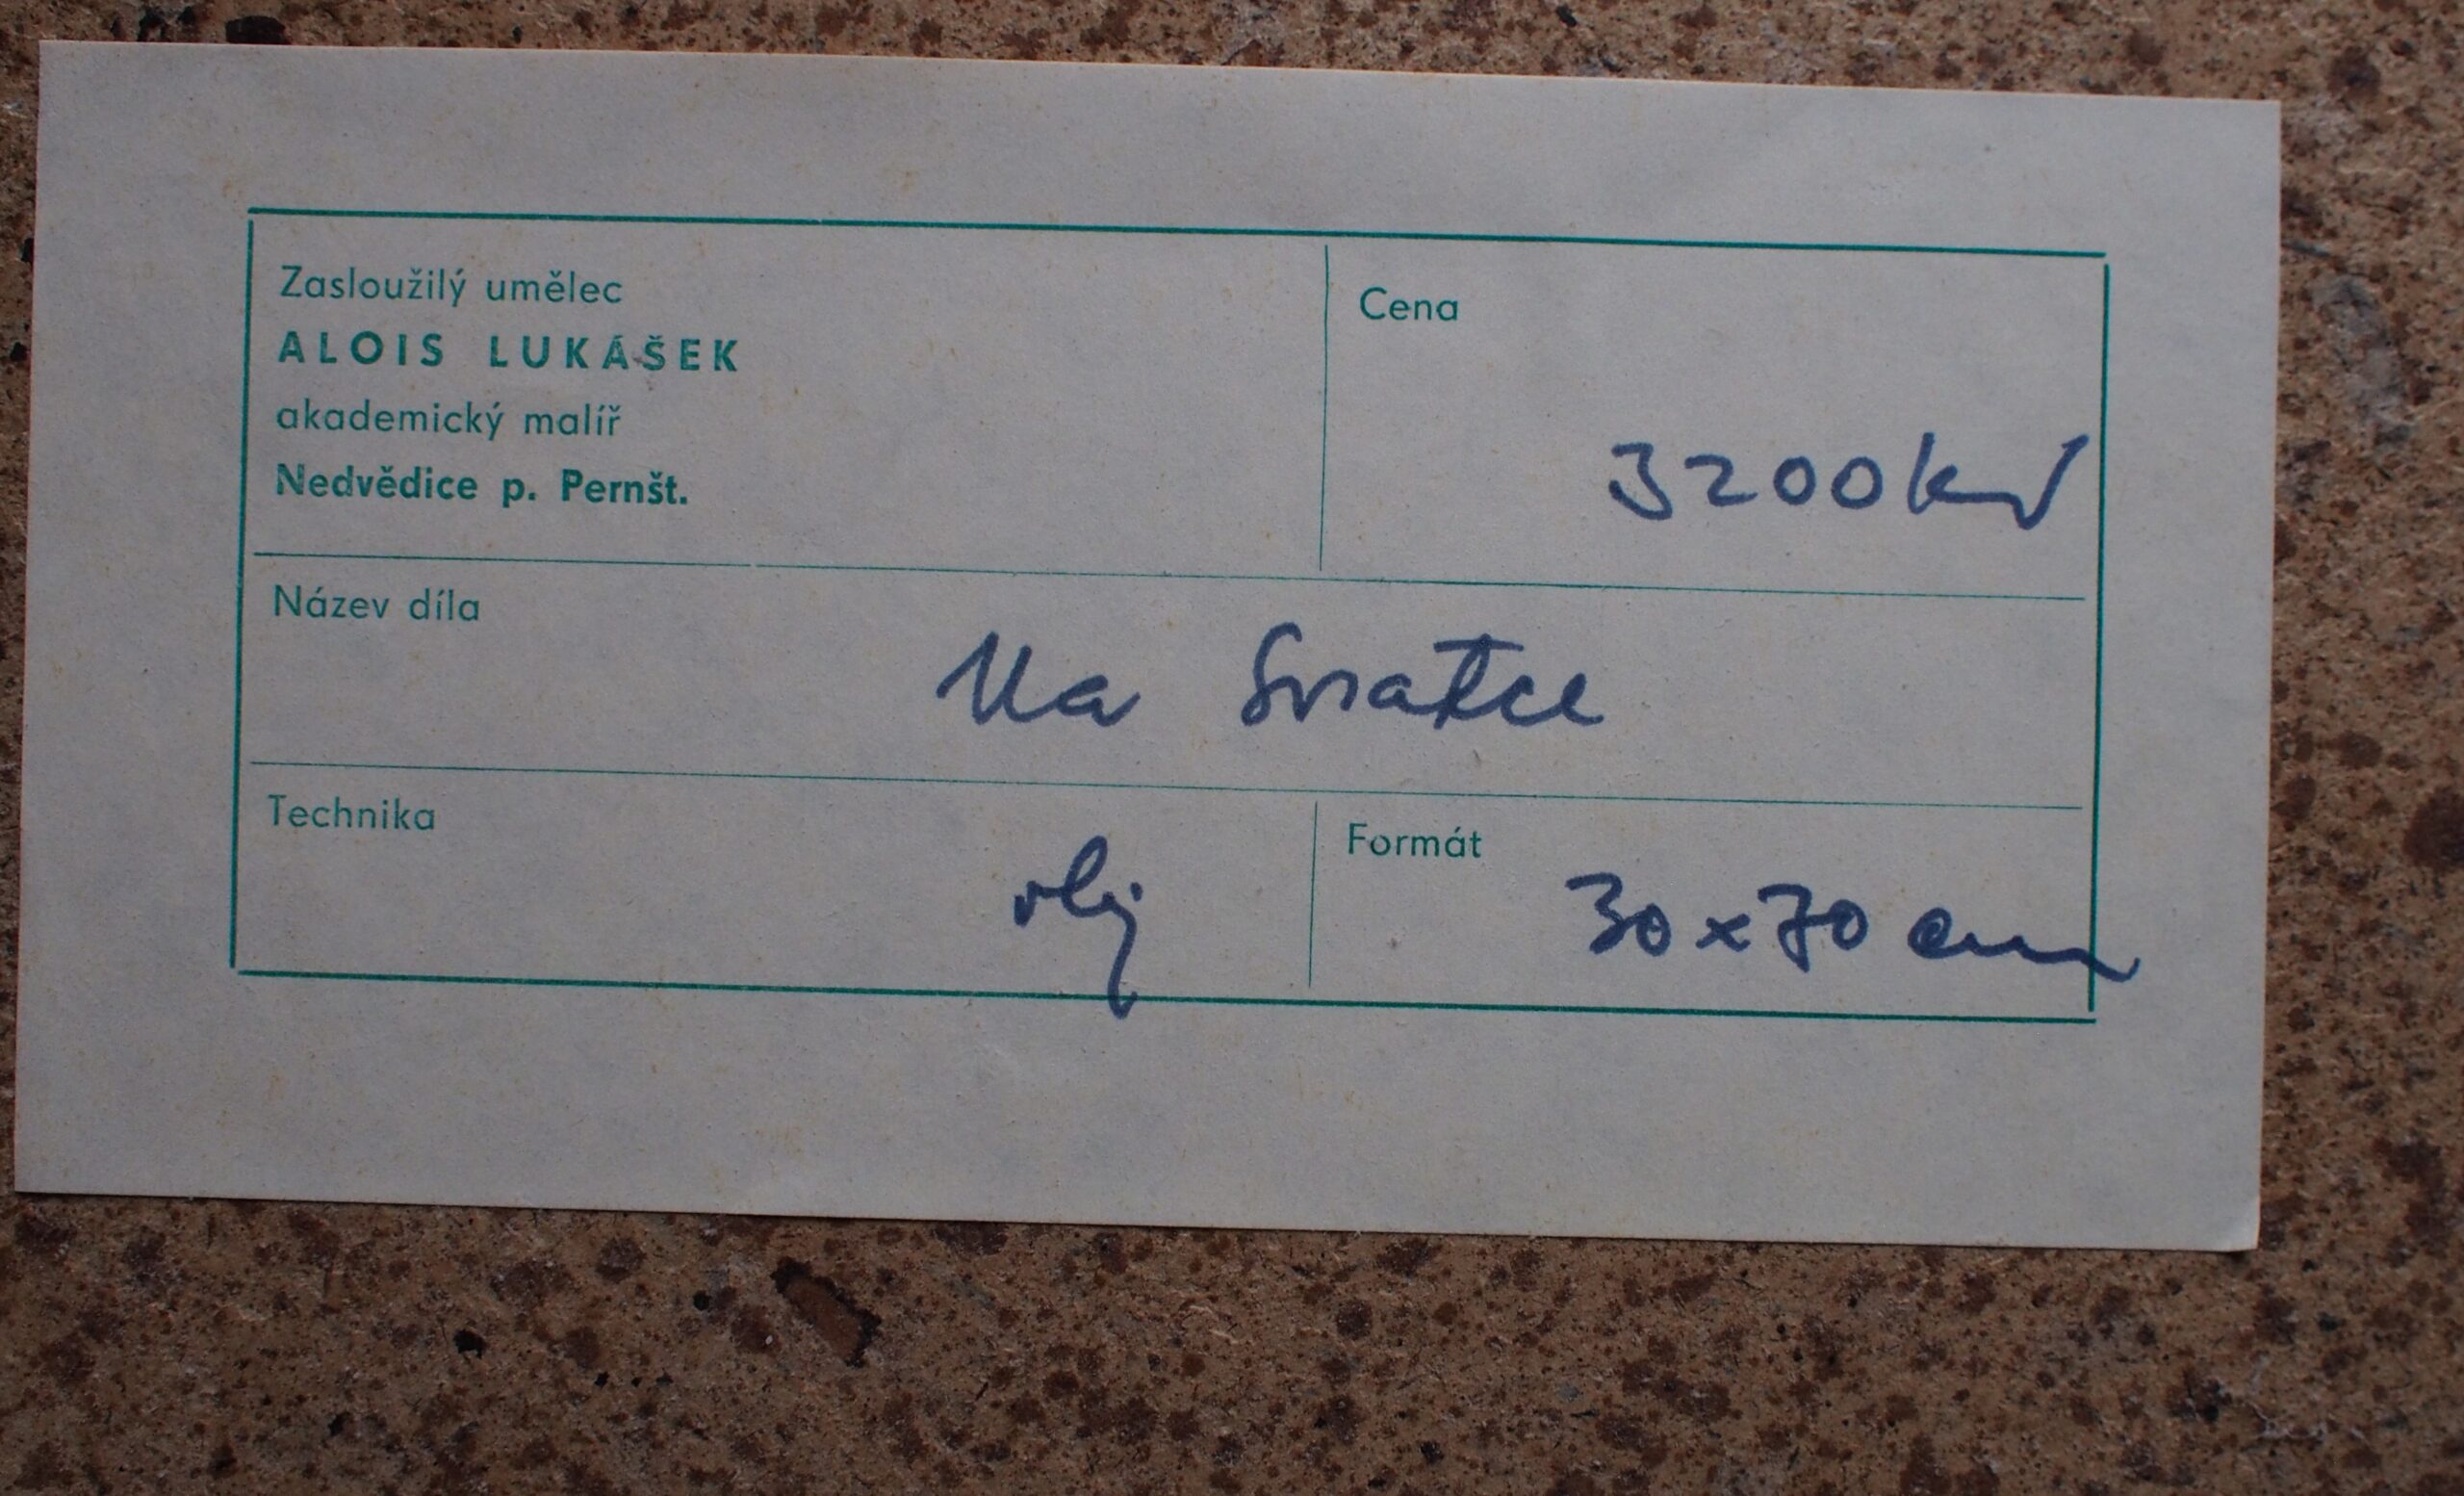 Zasloužilý umělec
ALOIS LUKÁŠEK
akademický malíř
Nedvědice p. Pernšt.
Cena
3200 kčs
Název díla
Na Svratce
Technika
olej
Formát
30 x 70 cm